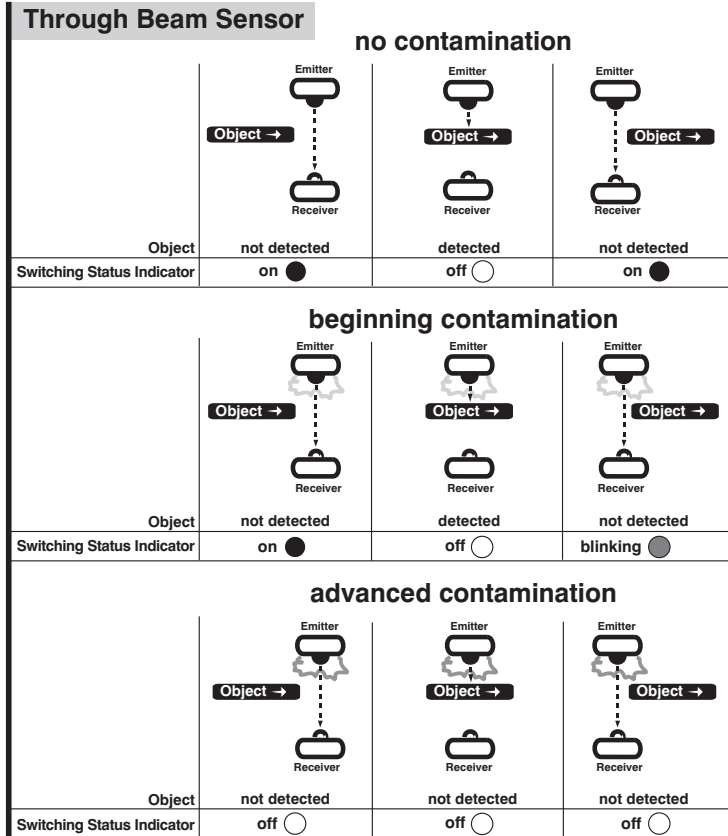 Through Beam Sensor
no contamination
Emitter Emitter Emitter
Object → Object → Object →
Receiver Receiver Receiver
Object not detected detected not detected
Switching Status Indicator on off on
beginning contamination
Emitter Emitter Emitter
Object → Object → Object →
Receiver Receiver Receiver
Object not detected detected not detected
Switching Status Indicator on off blinking
advanced contamination
Emitter Emitter Emitter
Object → Object → Object →
Receiver Receiver Receiver
Object not detected not detected not detected
Switching Status Indicator off off off